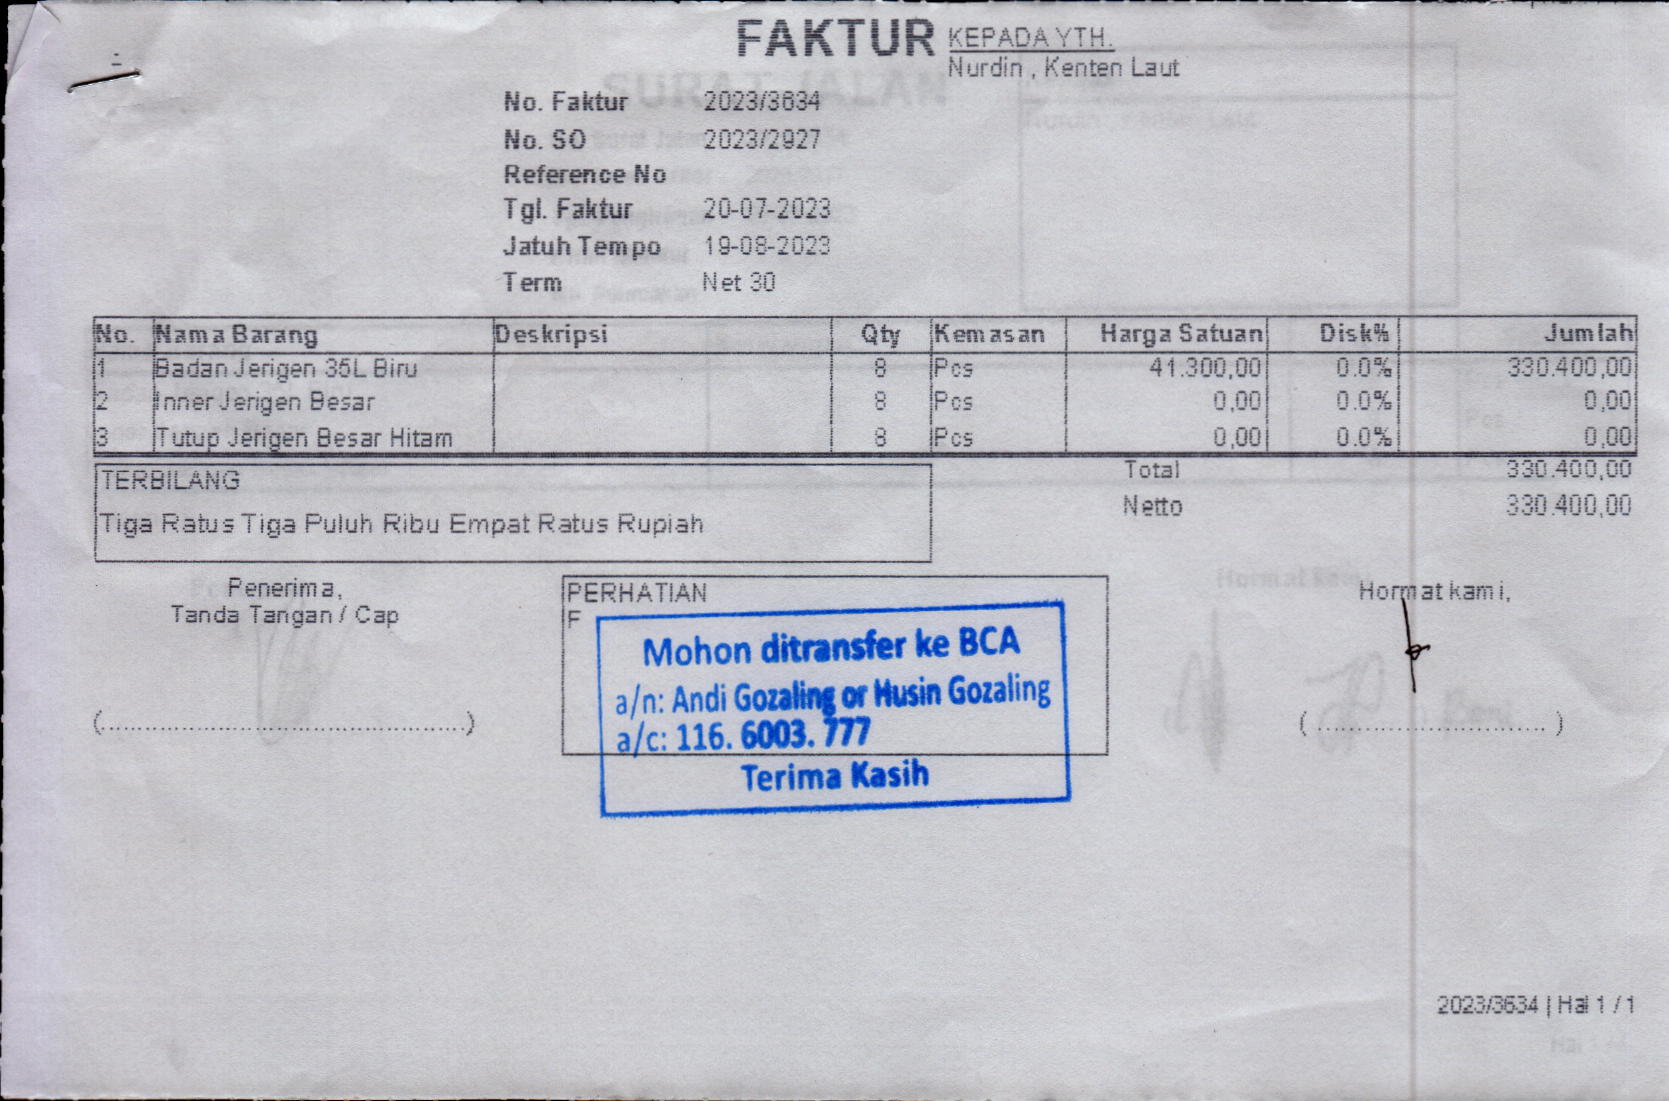 FAKTUR
KEPADA YTH.
Nurdin , Kenten Laut
No. Faktur 2023/3634
No. SO 2023/2927
Reference No
Tgl. Faktur 20-07-2023
Jatuh Tempo 19-08-2023
Term Net 30
No. Nama Barang Deskripsi Qty Kemasan Harga Satuan Disk% Jumlah
1 Badan Jerigen 35L Biru 8 Pcs 41.300,00 0.0% 330.400,00
2 Inner Jerigen Besar 8 Pcs 0,00 0.0% 0,00
3 Tutup Jerigen Besar Hitam 8 Pcs 0,00 0.0% 0,00
Total 330.400,00
Netto 330.400,00
TERBILANG
Tiga Ratus Tiga Puluh Ribu Empat Ratus Rupiah
Penerima,
Tanda Tangan / Cap
(........................................)
PERHATIAN
F
Mohon ditransfer ke BCA
a/n: Andi Gozaling or Husin Gozaling
a/c: 116. 6003. 777
Terima Kasih
Hormat kami,
(............................)
2023/3634 | Hal 1 / 1